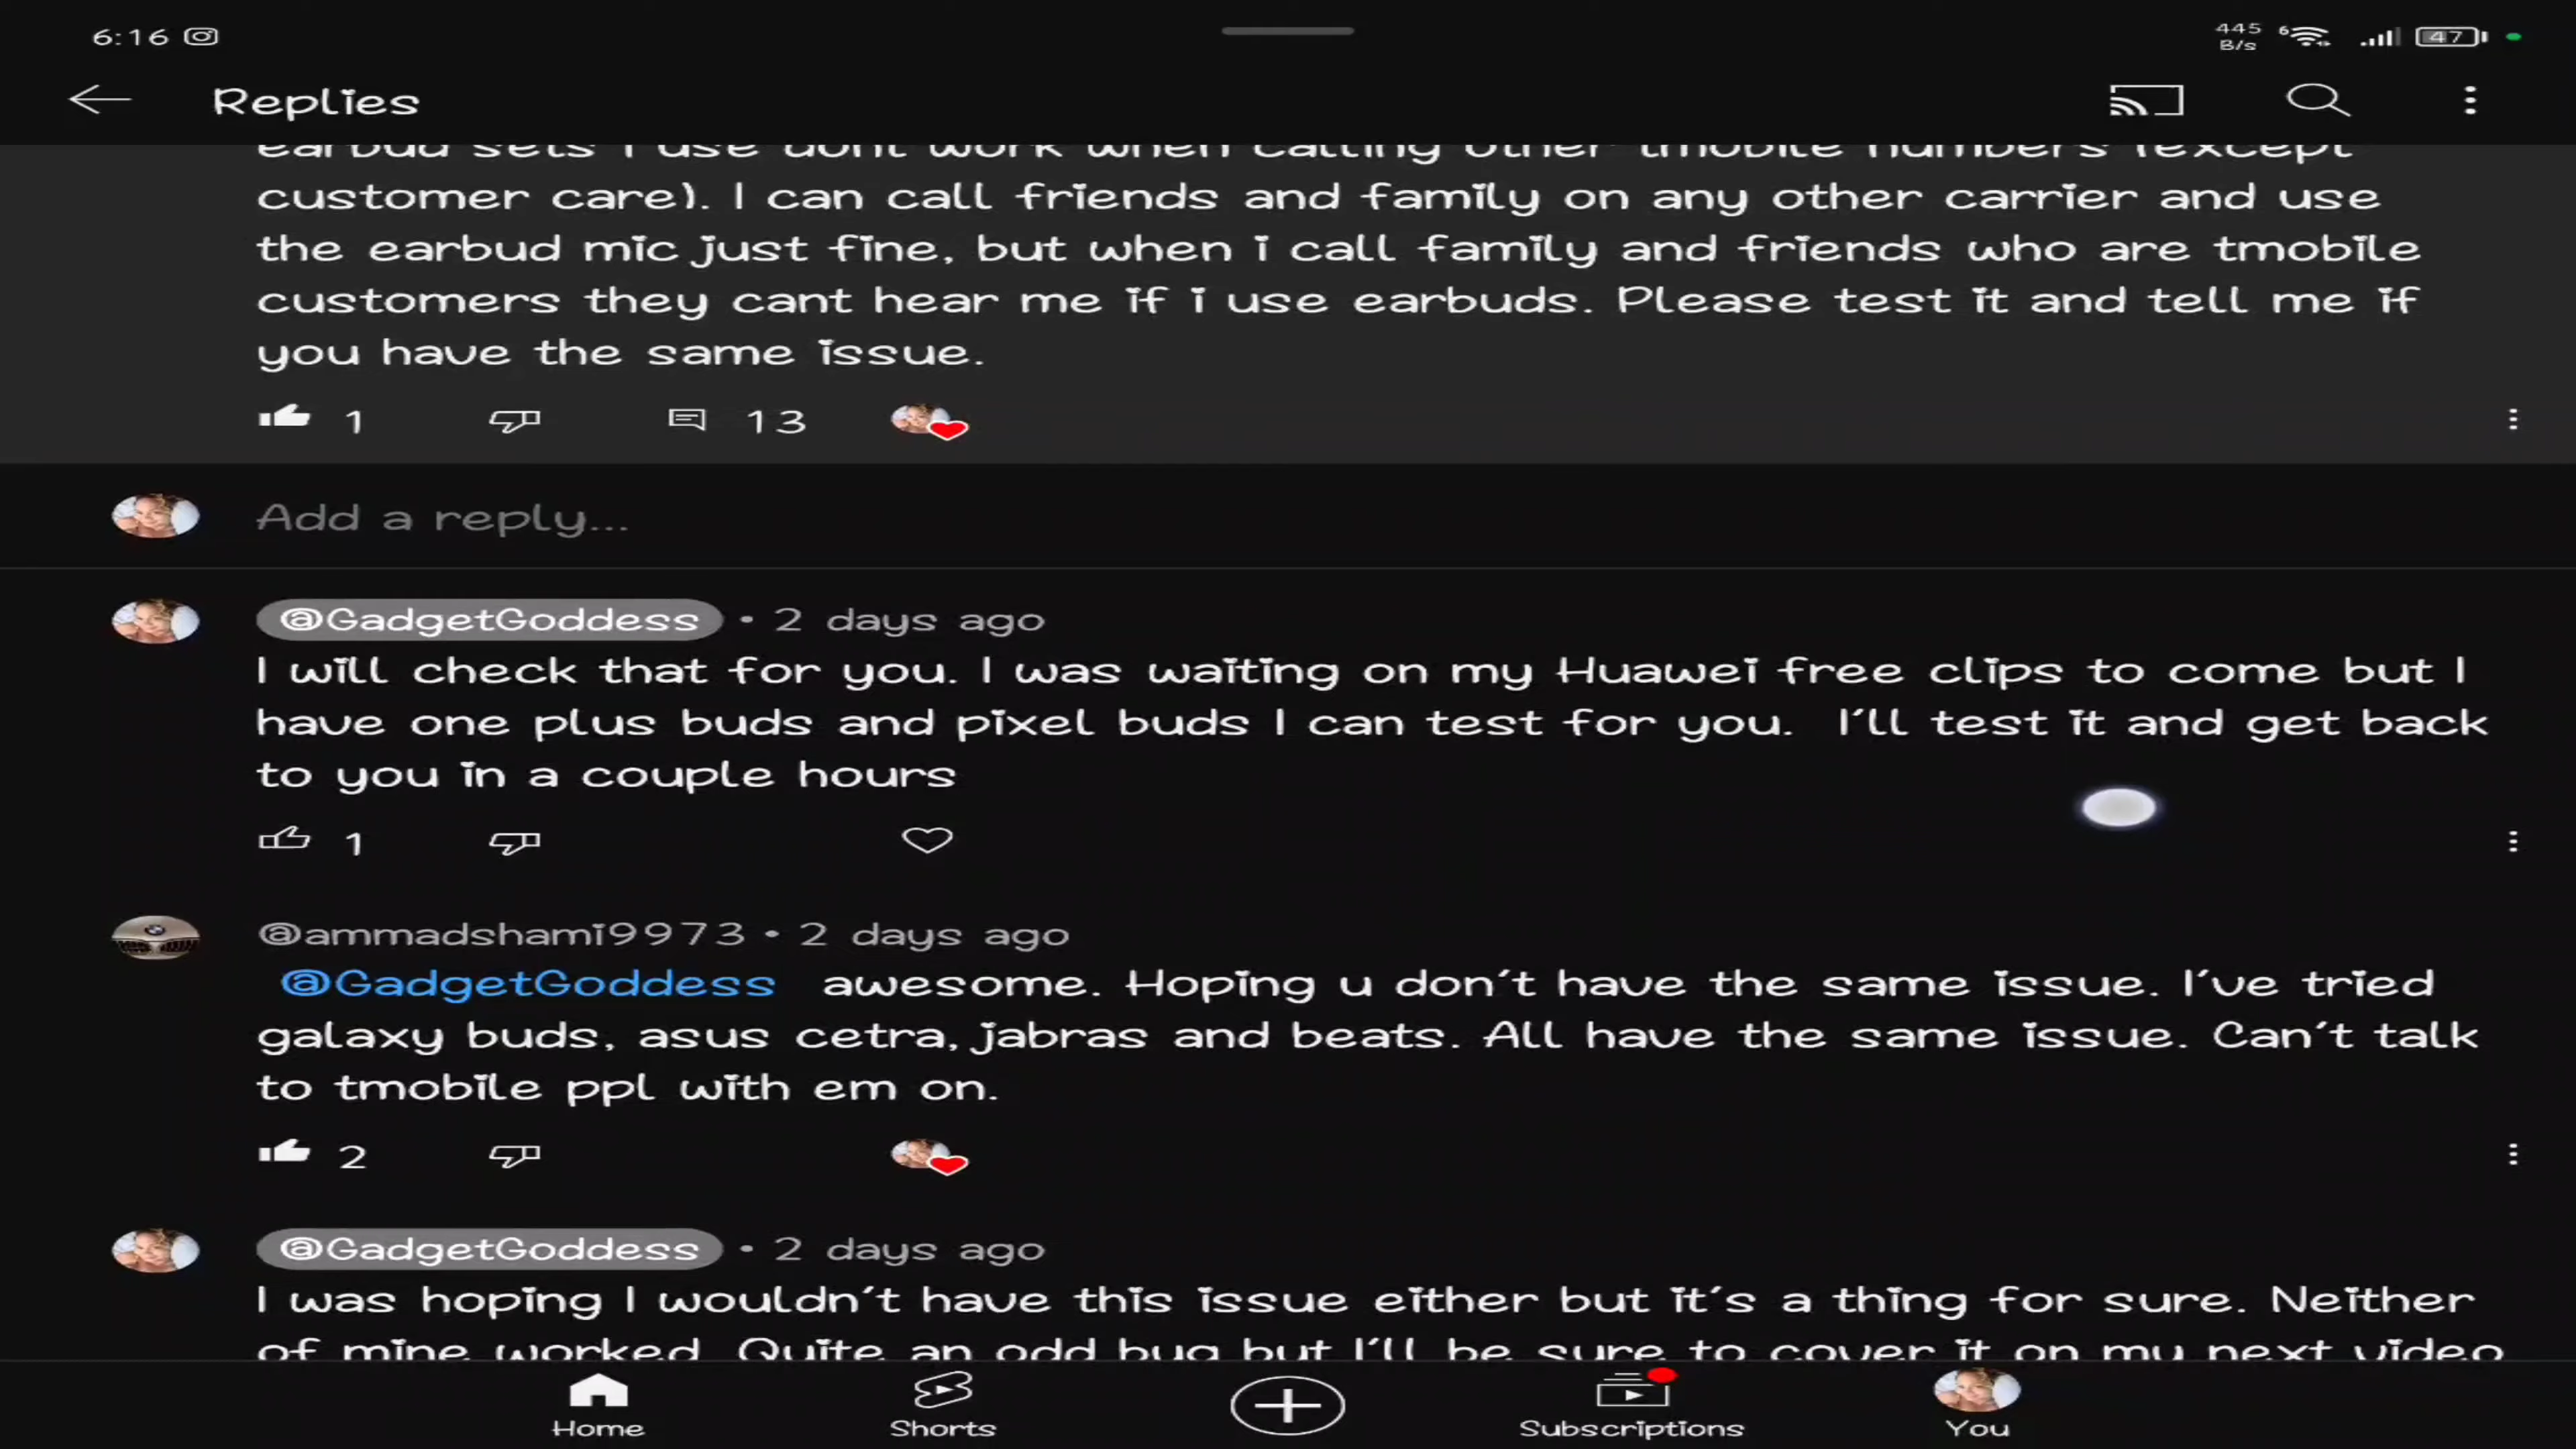 6:16
445
B/s
6
47
Replies
earbud sets I use dont work when calling other tmobile numbers (except
customer care). I can call friends and family on any other carrier and use
the earbud mic just fine, but when i call family and friends who are tmobile
customers they cant hear me if i use earbuds. Please test it and tell me if
you have the same issue.
1
13
Add a reply...
@GadgetGoddess • 2 days ago
I will check that for you. I was waiting on my Huawei free clips to come but I
have one plus buds and pixel buds I can test for you. I'll test it and get back
to you in a couple hours
1
@ammadshami9973 • 2 days ago
@GadgetGoddess awesome. Hoping u don't have the same issue. I've tried
galaxy buds, asus cetra, jabras and beats. All have the same issue. Can't talk
to tmobile ppl with em on.
2
@GadgetGoddess • 2 days ago
I was hoping I wouldn't have this issue either but it's a thing for sure. Neither
of mine worked. Quite an odd bug but I'll be sure to cover it on my next video
Home
Shorts
Subscriptions
You